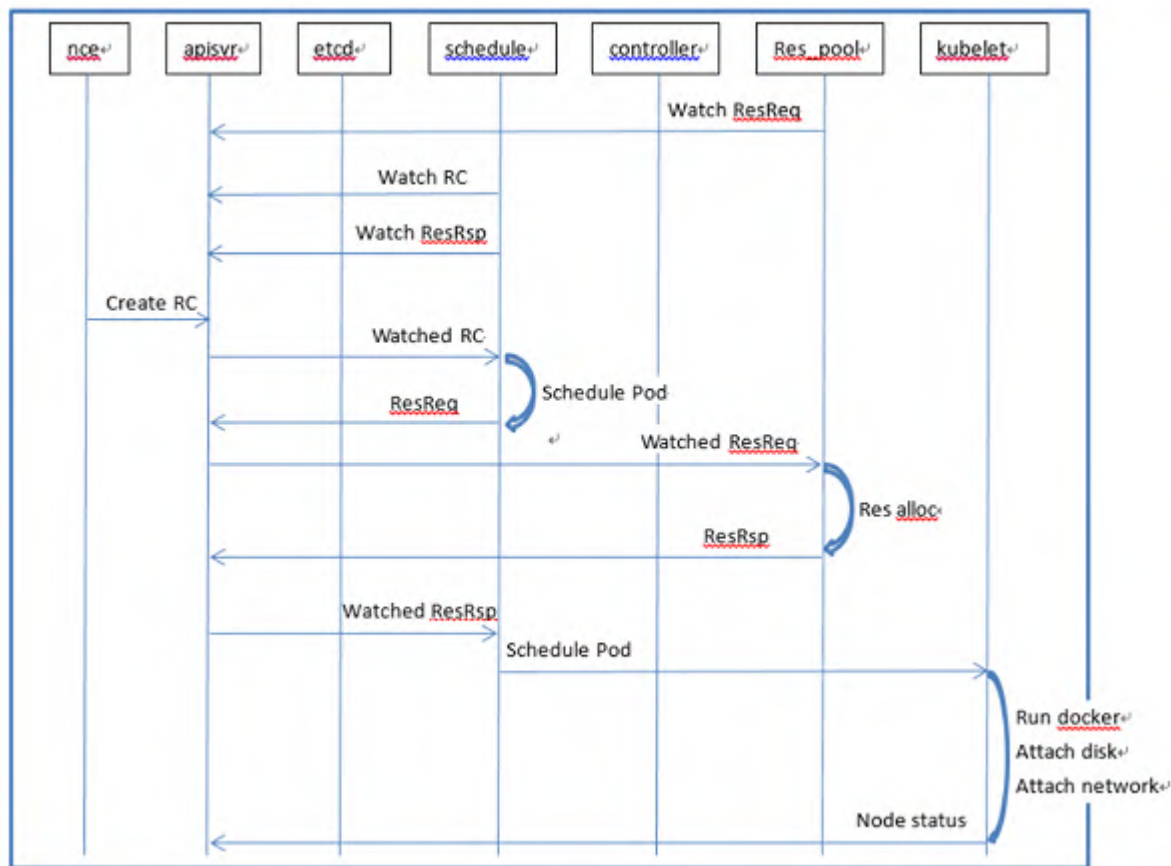 nce
apisvr
etcd
schedule
controller
Res_pool
kubelet
Watch ResReq
Watch RC
Watch ResRsp
Create RC
Watched RC
Schedule Pod
ResReq
Watched ResReq
Res alloc
ResRsp
Watched ResRsp
Schedule Pod
Run docker
Attach disk
Attach network
Node status